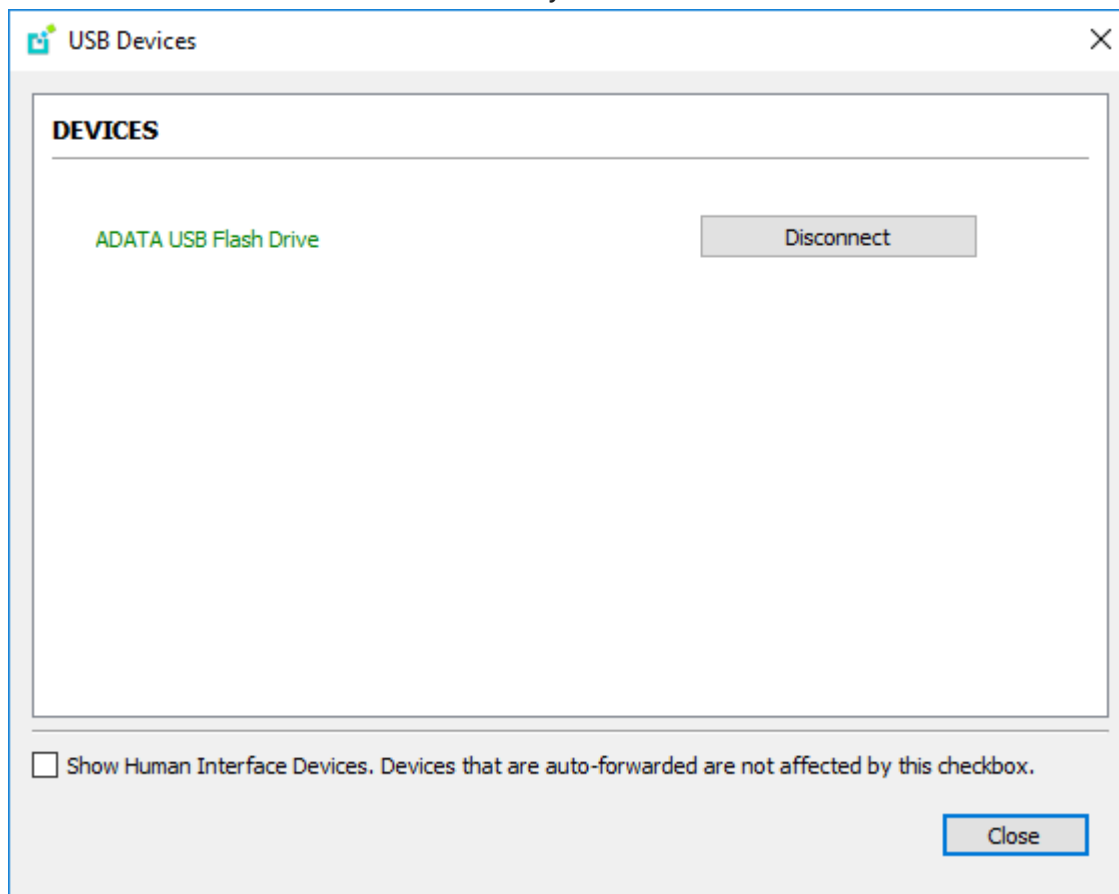 USB Devices
DEVICES
ADATA USB Flash Drive
Disconnect
Show Human Interface Devices. Devices that are auto-forwarded are not affected by this checkbox.
Close